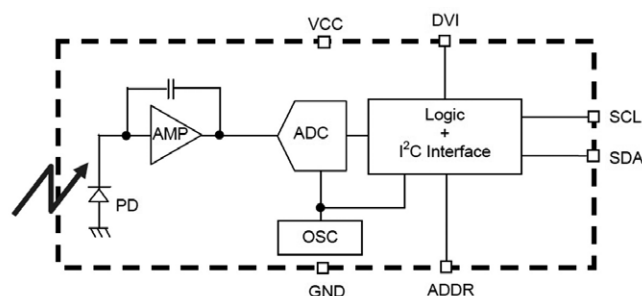 VCC
DVI
AMP
ADC
Logic
+
I²C Interface
SCL
SDA
PD
OSC
GND
ADDR